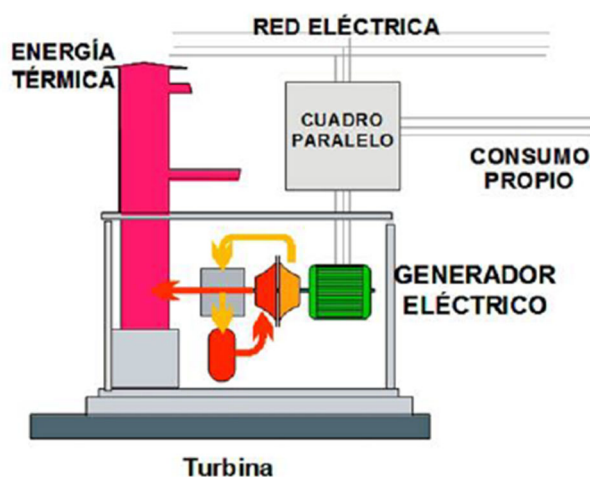 RED ELÉCTRICA
ENERGÍA
TÉRMICA
CUADRO
PARALELO
CONSUMO
PROPIO
GENERADOR
ELÉCTRICO
Turbina